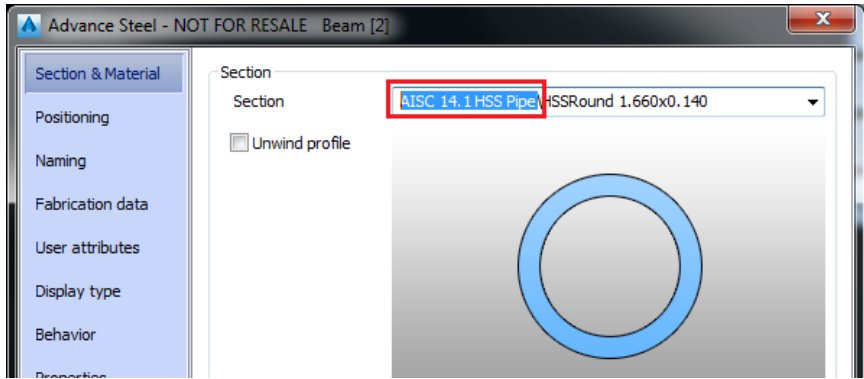 Advance Steel - NOT FOR RESALE Beam [2]
Section & Material
Positioning
Naming
Fabrication data
User attributes
Display type
Behavior
Properties
Section
Section AISC 14.1 HSS Pipe HSSRound 1.660x0.140
Unwind profile